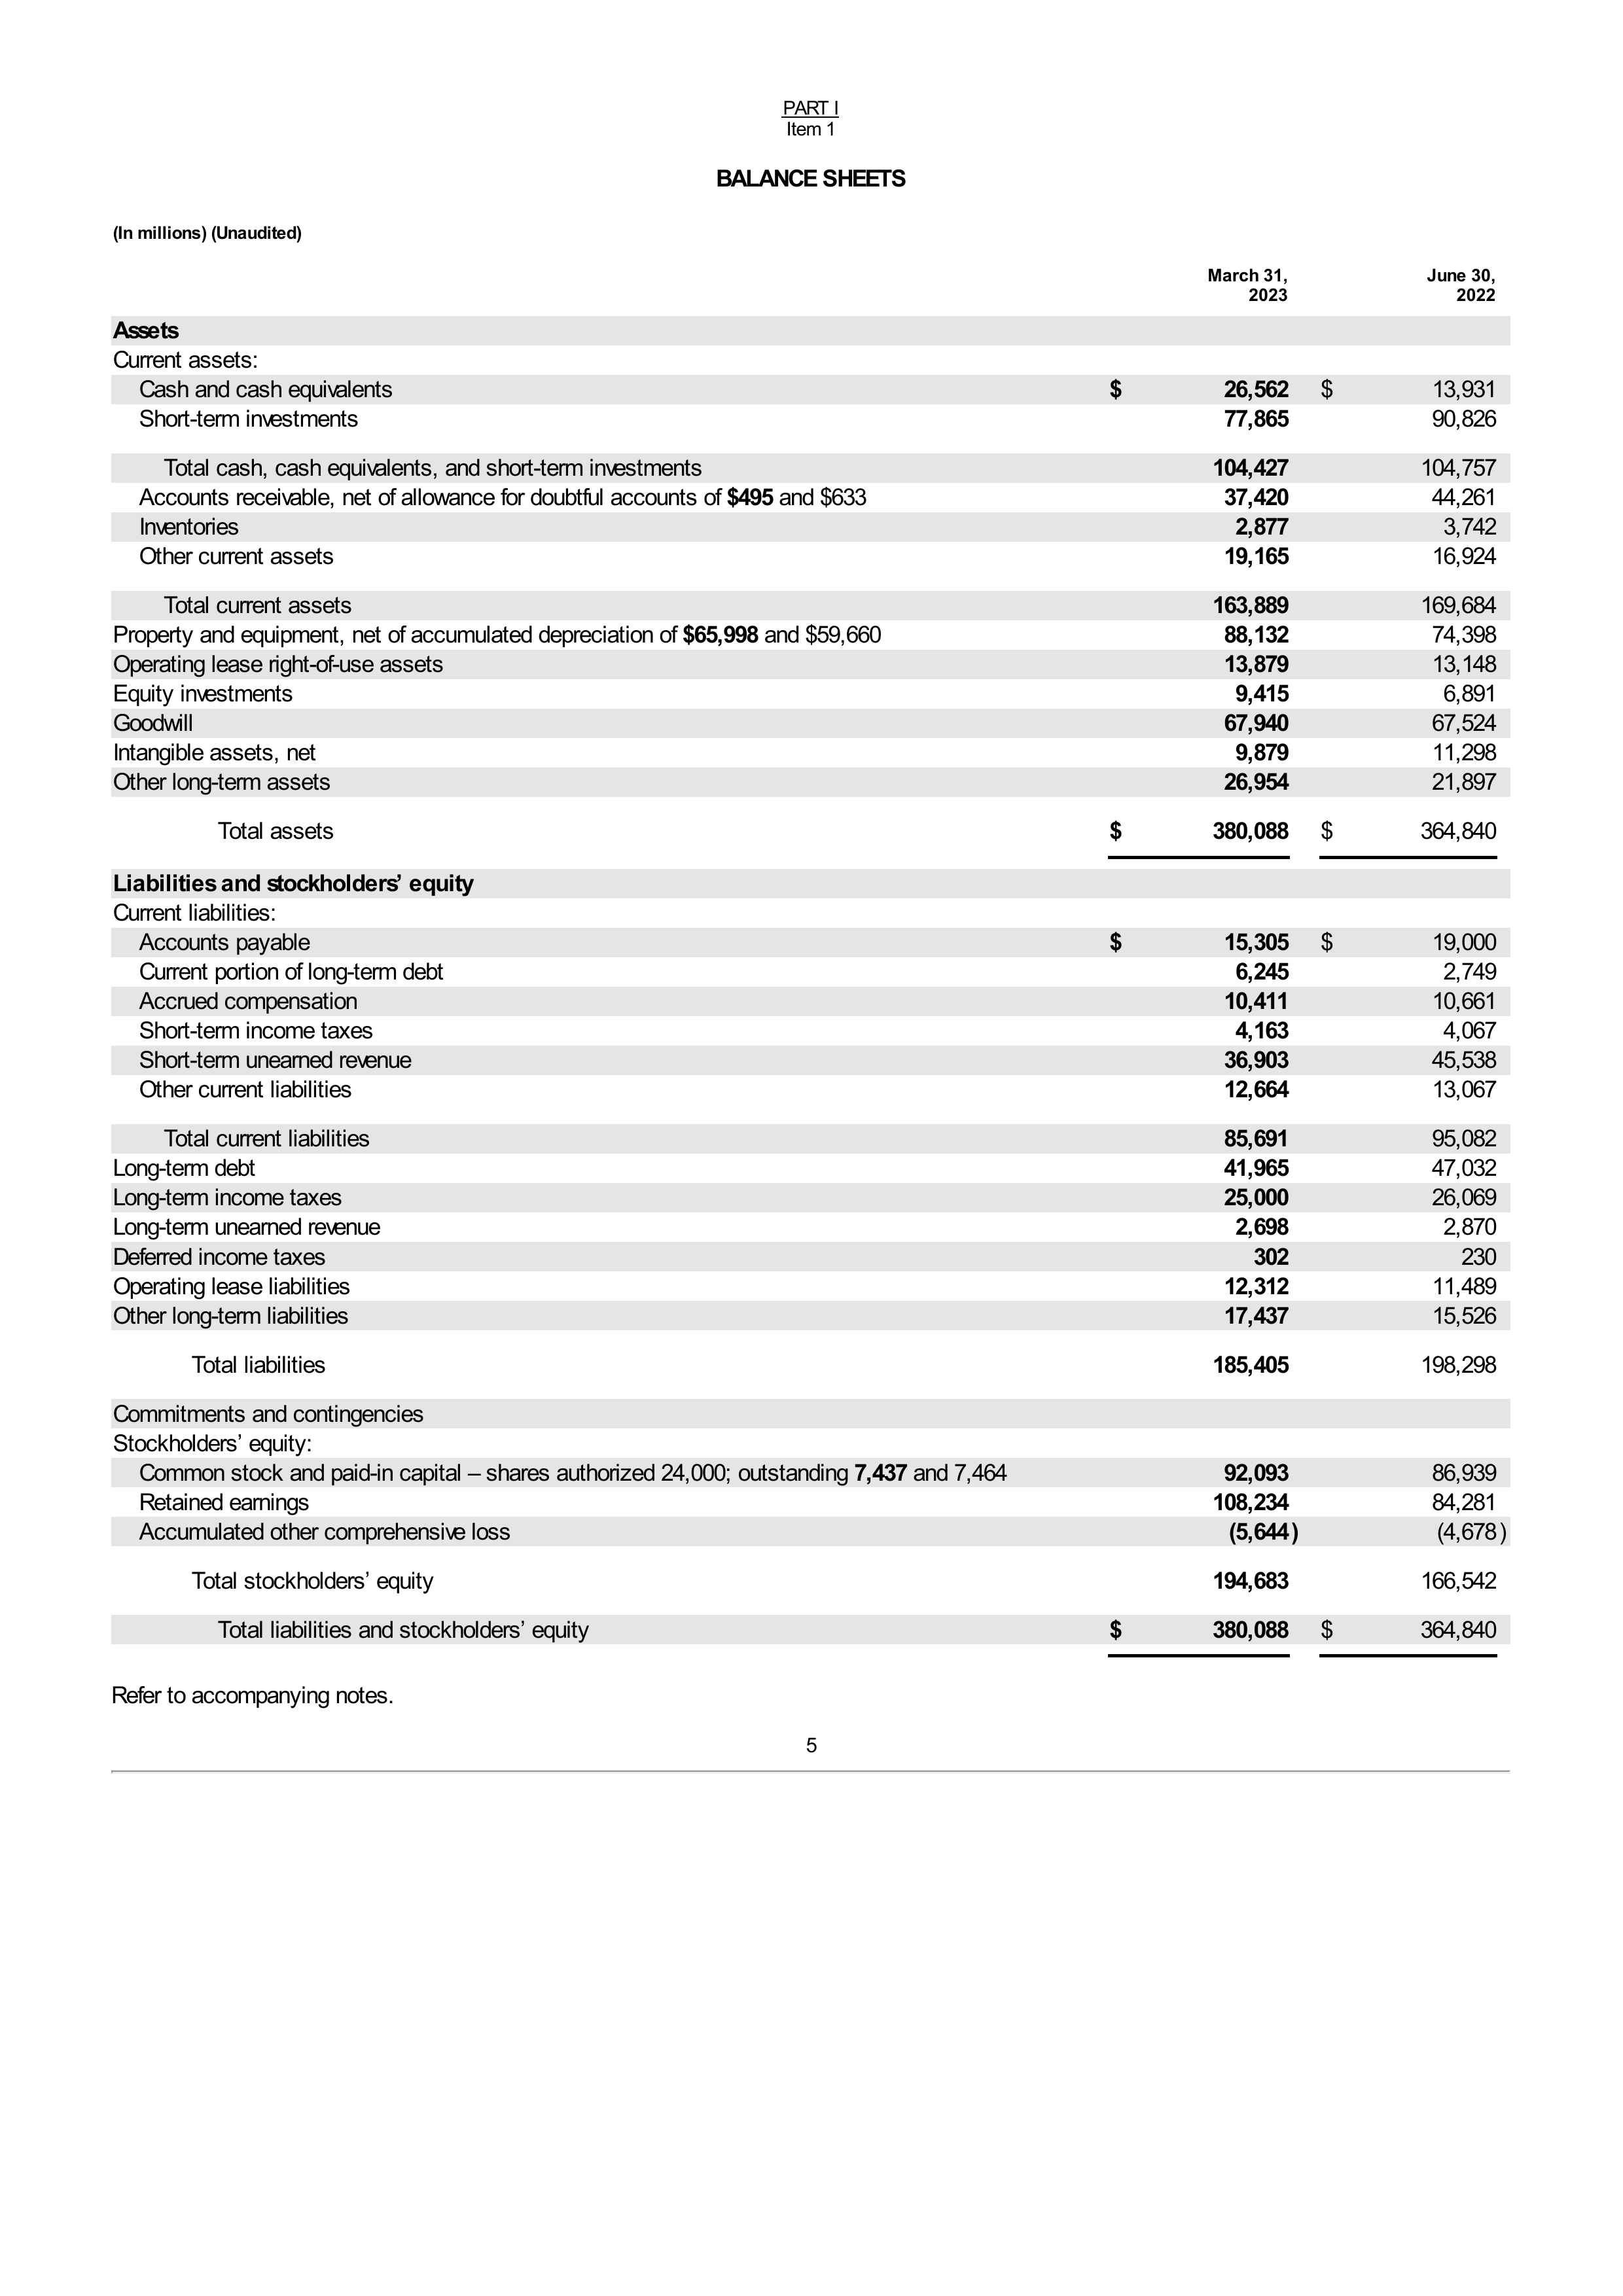 PART I
Item 1
BALANCE SHEETS
(In millions) (Unaudited)
March 31, 2023 June 30, 2022
Assets
Current assets:
Cash and cash equivalents $ 26,562 $ 13,931
Short-term investments 77,865 90,826
Total cash, cash equivalents, and short-term investments 104,427 104,757
Accounts receivable, net of allowance for doubtful accounts of $495 and $633 37,420 44,261
Inventories 2,877 3,742
Other current assets 19,165 16,924
Total current assets 163,889 169,684
Property and equipment, net of accumulated depreciation of $65,998 and $59,660 88,132 74,398
Operating lease right-of-use assets 13,879 13,148
Equity investments 9,415 6,891
Goodwill 67,940 67,524
Intangible assets, net 9,879 11,298
Other long-term assets 26,954 21,897
Total assets $ 380,088 $ 364,840
Liabilities and stockholders’ equity
Current liabilities:
Accounts payable $ 15,305 $ 19,000
Current portion of long-term debt 6,245 2,749
Accrued compensation 10,411 10,661
Short-term income taxes 4,163 4,067
Short-term unearned revenue 36,903 45,538
Other current liabilities 12,664 13,067
Total current liabilities 85,691 95,082
Long-term debt 41,965 47,032
Long-term income taxes 25,000 26,069
Long-term unearned revenue 2,698 2,870
Deferred income taxes 302 230
Operating lease liabilities 12,312 11,489
Other long-term liabilities 17,437 15,526
Total liabilities 185,405 198,298
Commitments and contingencies
Stockholders’ equity:
Common stock and paid-in capital – shares authorized 24,000; outstanding 7,437 and 7,464 92,093 86,939
Retained earnings 108,234 84,281
Accumulated other comprehensive loss (5,644) (4,678)
Total stockholders’ equity 194,683 166,542
Total liabilities and stockholders’ equity $ 380,088 $ 364,840
Refer to accompanying notes.
5